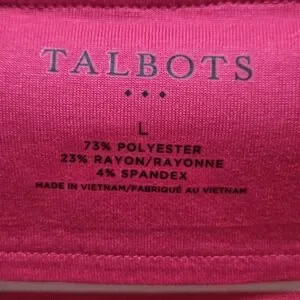 TALBOTS
L
73% POLYESTER
23% RAYON/RAYONNE
4% SPANDEX
MADE IN VIETNAM/FABRIQUÉ AU VIETNAM